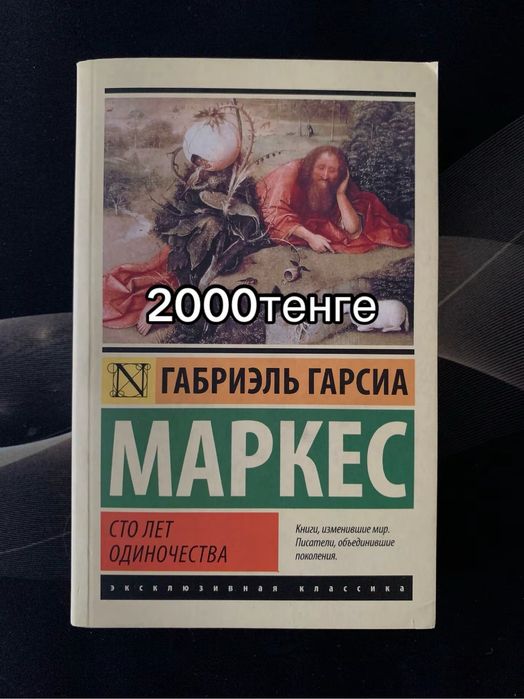 2000тенге
N
ГАБРИЭЛЬ ГАРСИА
МАРКЕС
СТО ЛЕТ
ОДИНОЧЕСТВА
Книги, изменившие мир.
Писатели, объединившие
поколения.
эксклюзивная классика